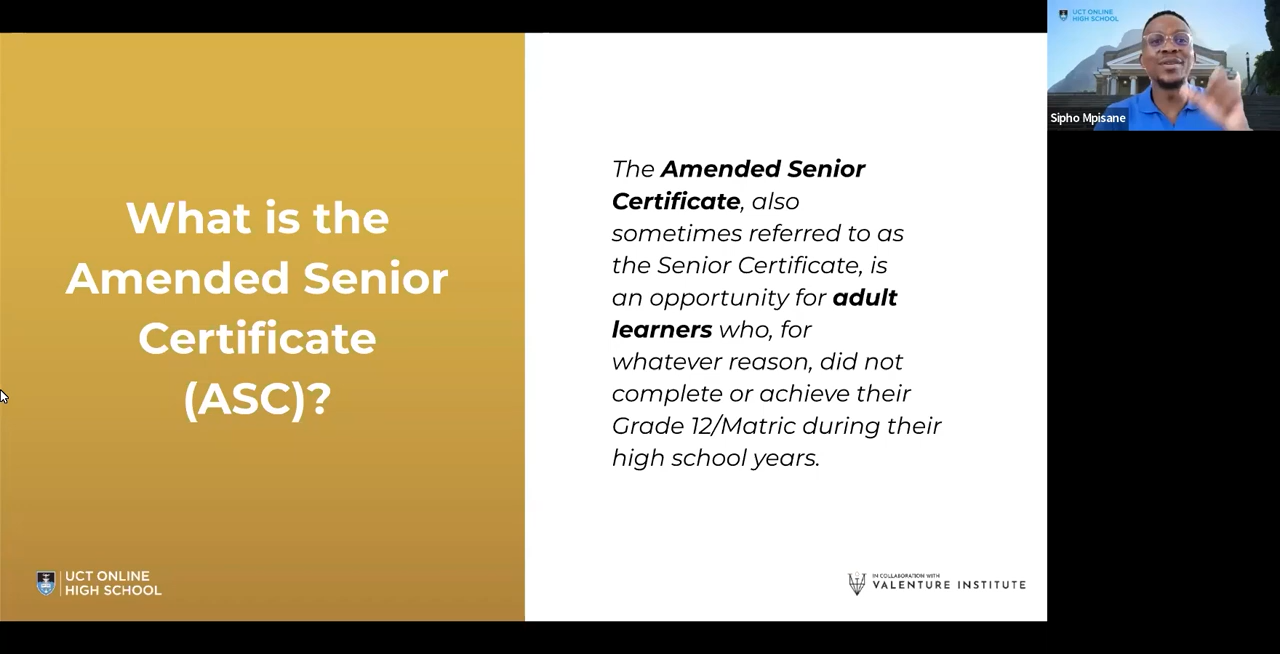 What is the
Amended Senior
Certificate
(ASC)?
UCT ONLINE
HIGH SCHOOL
The Amended Senior
Certificate, also
sometimes referred to as
the Senior Certificate, is
an opportunity for adult
learners who, for
whatever reason, did not
complete or achieve their
Grade 12/Matric during their
high school years.
IN COLLABORATION WITH
VALENTURE INSTITUTE
UCT ONLINE
HIGH SCHOOL
Sipho Mpisane